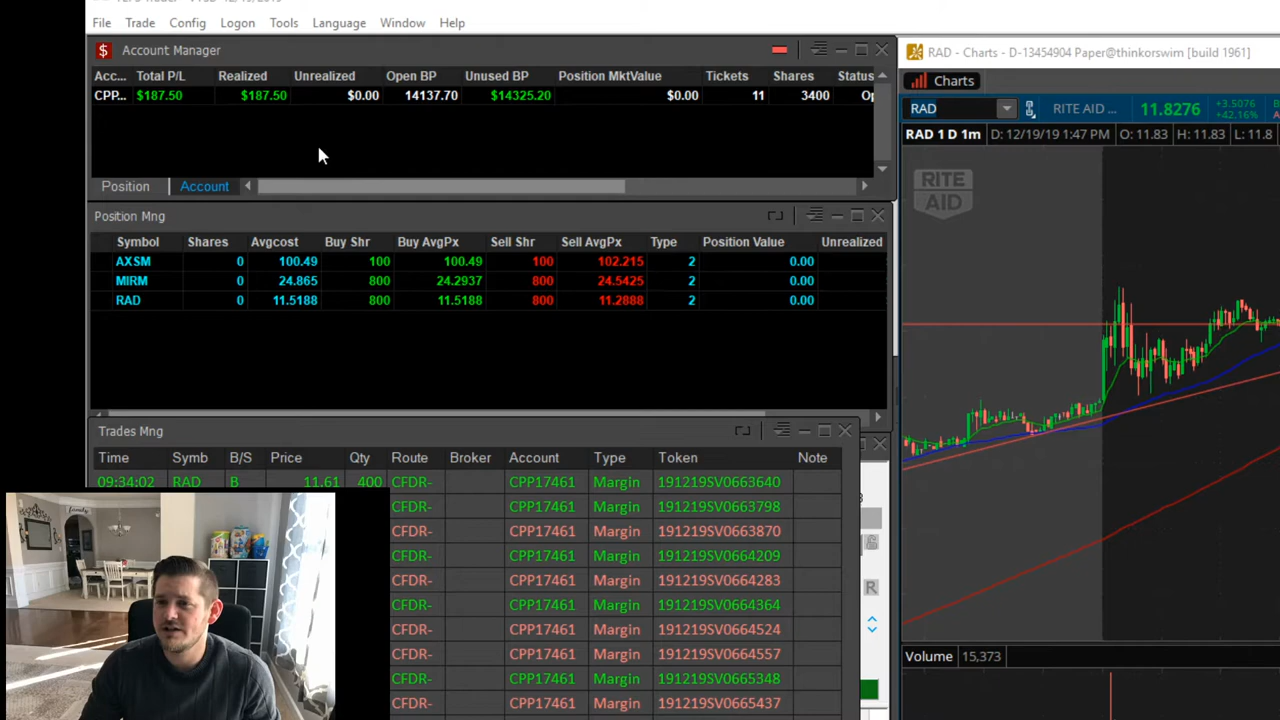 File Trade Config Logon Tools Language Window Help
$ Account Manager
Acc... Total P/L Realized Unrealized Open BP Unused BP Position MktValue Tickets Shares Status
CPP... $187.50 $187.50 $0.00 14137.70 $14325.20 $0.00 11 3400 Op
Position Account
Position Mng
Symbol Shares Avgcost Buy Shr Buy AvgPx Sell Shr Sell AvgPx Type Position Value Unrealized
AXSM 0 100.49 100 100.49 100 102.215 2 0.00
MIRM 0 24.865 800 24.2937 800 24.5425 2 0.00
RAD 0 11.5188 800 11.5188 800 11.2888 2 0.00
Trades Mng
Time Symb B/S Price Qty Route Broker Account Type Token Note
09:34:02 RAD B 11.61 400 CFDR- CPP17461 Margin 191219SV0663640
CFDR- CPP17461 Margin 191219SV0663798
CFDR- CPP17461 Margin 191219SV0663870
CFDR- CPP17461 Margin 191219SV0664209
CFDR- CPP17461 Margin 191219SV0664283
CFDR- CPP17461 Margin 191219SV0664364
CFDR- CPP17461 Margin 191219SV0664524
CFDR- CPP17461 Margin 191219SV0664557
CFDR- CPP17461 Margin 191219SV0665348
CFDR- CPP17461 Margin 191219SV0665437
R
RAD - Charts - D-13454904 Paper@thinkorswim [build 1961]
Charts
RAD RITE AID ... 11.8276 +3.5076
+42.16%
RAD 1 D 1m D: 12/19/19 1:47 PM O: 11.83 H: 11.83 L: 11.8
RITE
AID
Volume 15,373